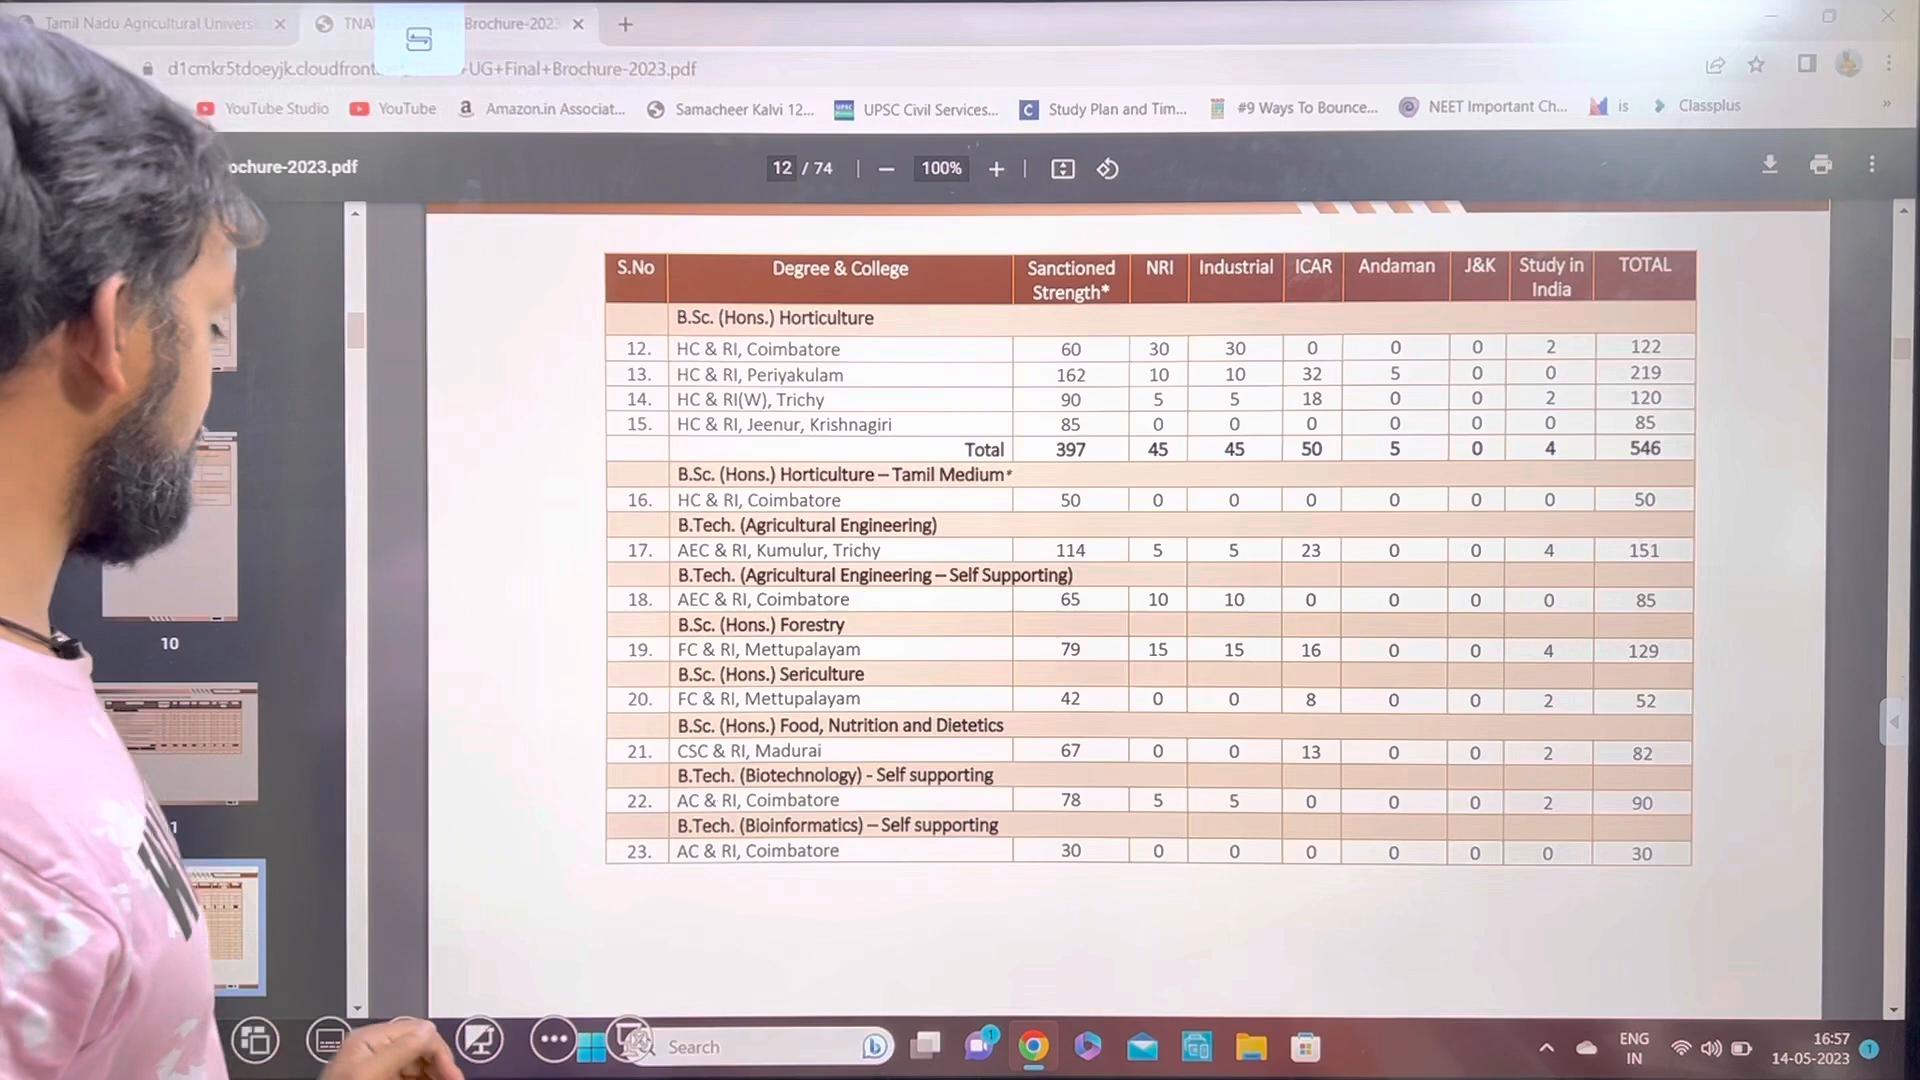 Tamil Nadu Agricultural Univers
TNA
Brochure-202
d1cmkr5tdoeyjk.cloudfront.
UG+Final+Brochure-2023.pdf
YouTube Studio
YouTube
Amazon.in Associat...
Samacheer Kalvi 12...
UPSC Civil Services...
Study Plan and Tim...
#9 Ways To Bounce...
NEET Important Ch...
is
Classplus
ochure-2023.pdf
12 / 74
100%
S.No Degree & College Sanctioned Strength* NRI Industrial ICAR Andaman J&K Study in India TOTAL
B.Sc. (Hons.) Horticulture
12. HC & RI, Coimbatore 60 30 30 0 0 0 2 122
13. HC & RI, Periyakulam 162 10 10 32 5 0 0 219
14. HC & RI(W), Trichy 90 5 5 18 0 0 2 120
15. HC & RI, Jeenur, Krishnagiri 85 0 0 0 0 0 0 85
Total 397 45 45 50 5 0 4 546
B.Sc. (Hons.) Horticulture – Tamil Medium*
16. HC & RI, Coimbatore 50 0 0 0 0 0 0 50
B.Tech. (Agricultural Engineering)
17. AEC & RI, Kumulur, Trichy 114 5 5 23 0 0 4 151
B.Tech. (Agricultural Engineering – Self Supporting)
18. AEC & RI, Coimbatore 65 10 10 0 0 0 0 85
B.Sc. (Hons.) Forestry
19. FC & RI, Mettupalayam 79 15 15 16 0 0 4 129
B.Sc. (Hons.) Sericulture
20. FC & RI, Mettupalayam 42 0 0 8 0 0 2 52
B.Sc. (Hons.) Food, Nutrition and Dietetics
21. CSC & RI, Madurai 67 0 0 13 0 0 2 82
B.Tech. (Biotechnology) - Self supporting
22. AC & RI, Coimbatore 78 5 5 0 0 0 2 90
B.Tech. (Bioinformatics) – Self supporting
23. AC & RI, Coimbatore 30 0 0 0 0 0 0 30
10
1
Search
1
ENG
IN
16:57
14-05-2023
1